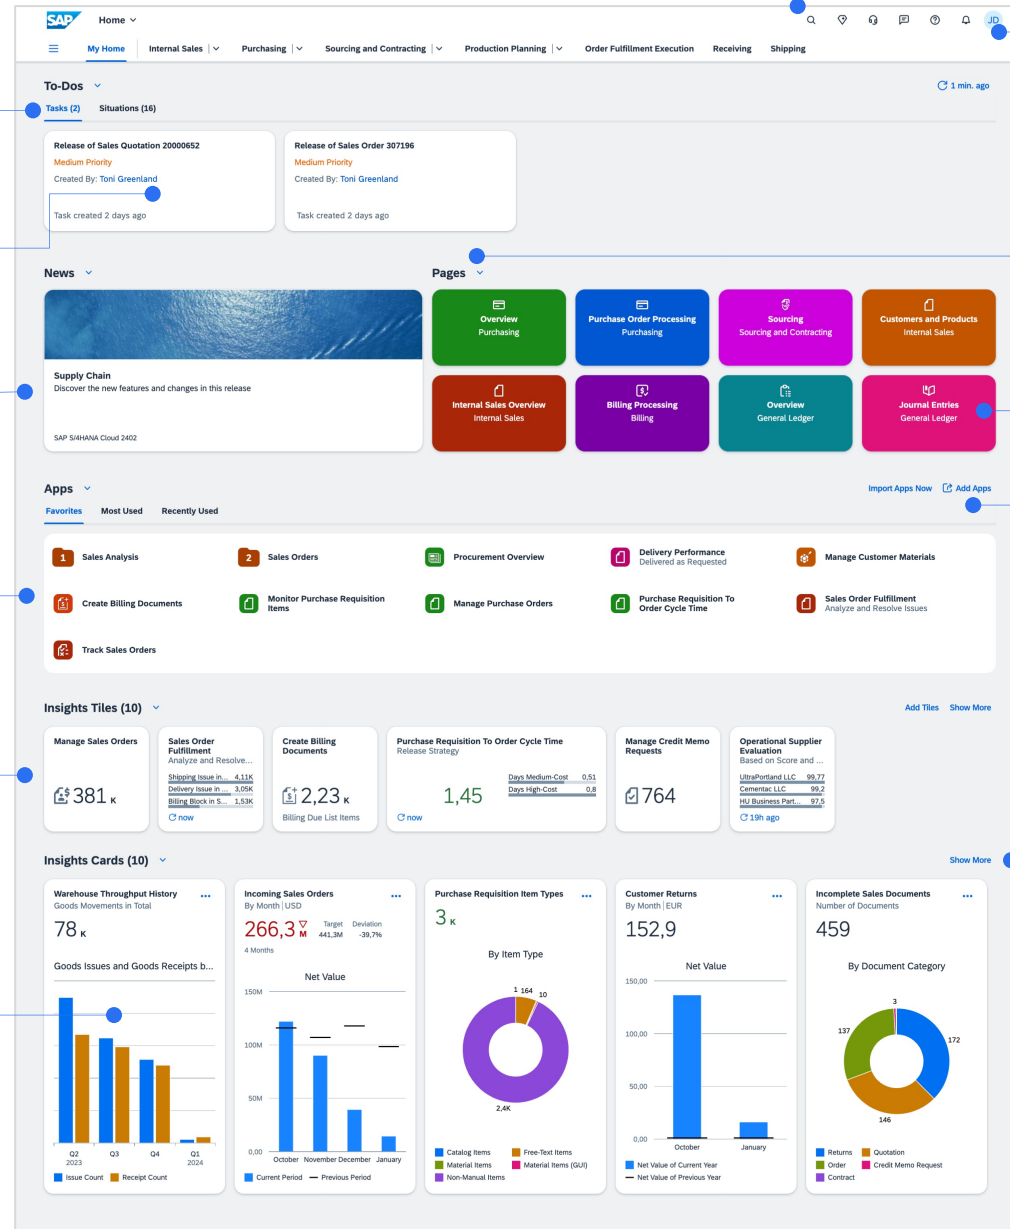 SAP
Home
JD
My Home
Internal Sales
Purchasing
Sourcing and Contracting
Production Planning
Order Fulfillment Execution
Receiving
Shipping
To-Dos
1 min. ago
Tasks (2)
Situations (16)
Release of Sales Quotation 20000652
Medium Priority
Created By: Toni Greenland
Task created 2 days ago
Release of Sales Order 307196
Medium Priority
Created By: Toni Greenland
Task created 2 days ago
News
Supply Chain
Discover the new features and changes in this release
SAP S/4HANA Cloud 2402
Pages
Overview
Purchasing
Purchase Order Processing
Purchasing
Sourcing
Sourcing and Contracting
Customers and Products
Internal Sales
Internal Sales Overview
Internal Sales
Billing Processing
Billing
Overview
General Ledger
Journal Entries
General Ledger
Apps
Import Apps Now
Add Apps
Favorites
Most Used
Recently Used
1
Sales Analysis
2
Sales Orders
Procurement Overview
Delivery Performance
Delivered as Requested
Manage Customer Materials
Create Billing Documents
Monitor Purchase Requisition
Items
Manage Purchase Orders
Purchase Requisition To
Order Cycle Time
Sales Order Fulfillment
Analyze and Resolve Issues
Track Sales Orders
Insights Tiles (10)
Add Tiles
Show More
Manage Sales Orders
381 K
Sales Order
Fulfillment
Analyze and Resolve...
Shipping Issue in... 4,11K
Delivery Issue in ... 3,05K
Billing Block in S... 1,53K
now
Create Billing
Documents
2,23 K
Billing Due List Items
Purchase Requisition To Order Cycle Time
Release Strategy
1,45
Days Medium-Cost 0,51
Days High-Cost 0,8
now
Manage Credit Memo
Requests
764
Operational Supplier
Evaluation
Based on Score and ...
UltraPortland LLC 99,77
Cementac LLC 99,2
HU Business Part... 97,5
19h ago
Insights Cards (10)
Show More
Warehouse Throughput History
...
Goods Movements in Total
78 K
Goods Issues and Goods Receipts b...
Q2
2023
Q3
Q4
Q1
2024
Issue Count
Receipt Count
Incoming Sales Orders
...
By Month | USD
266,3 M
Target
441,3M
Deviation
-39,7%
4 Months
Net Value
150M
100M
50M
0,00
October
November
December
January
Current Period
Previous Period
Purchase Requisition Item Types
...
3 K
By Item Type
1
164
10
2,4K
Catalog Items
Free-Text Items
Material Items
Material Items (GUI)
Non-Manual Items
Customer Returns
...
By Month | EUR
152,9
Net Value
150,00
100,00
50,00
0,00
October
January
Net Value of Current Year
Net Value of Previous Year
Incomplete Sales Documents
...
Number of Documents
459
By Document Category
3
137
172
146
Returns
Quotation
Order
Credit Memo Request
Contract